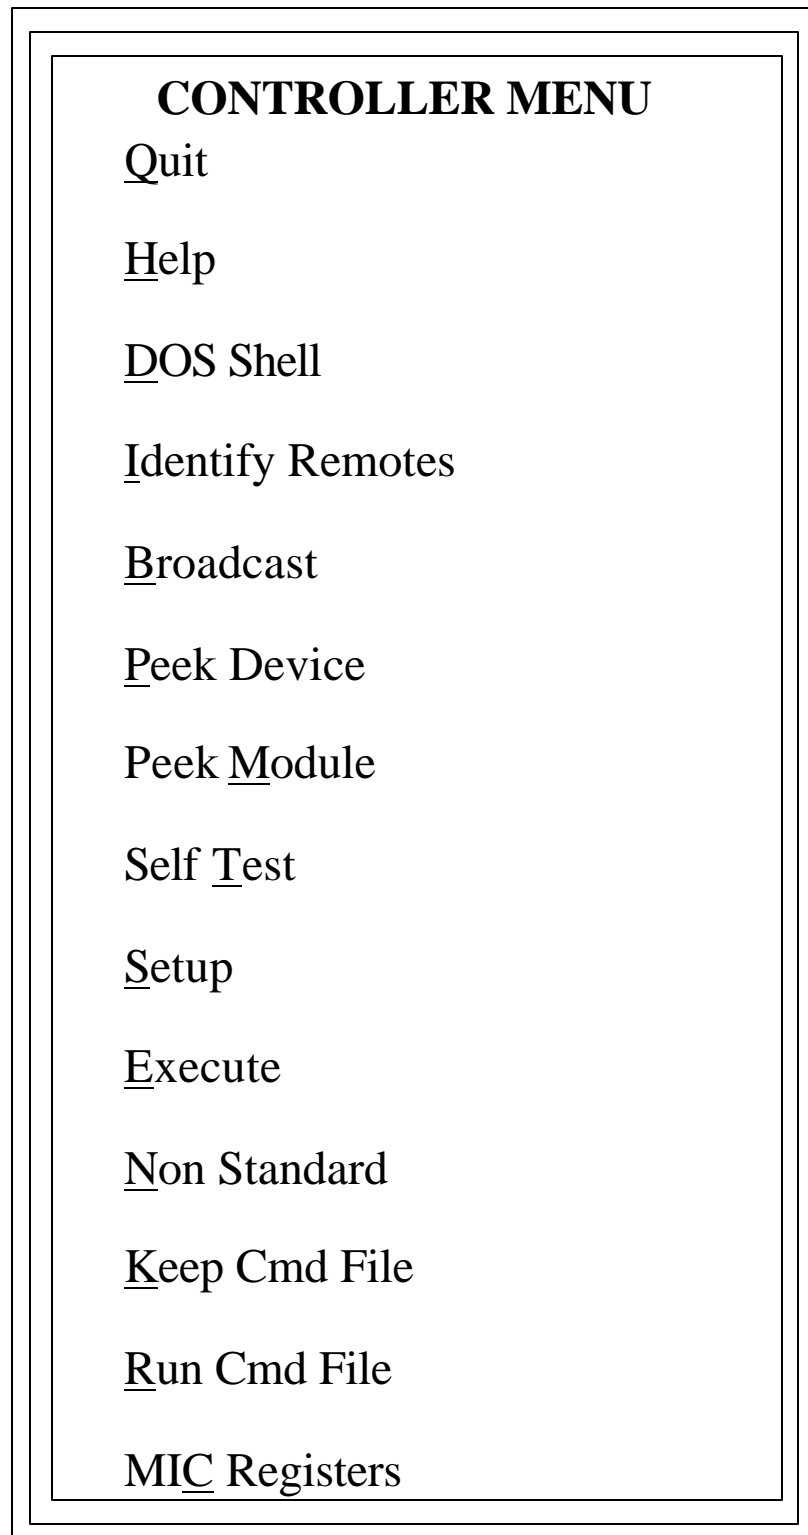 CONTROLLER MENU
Quit
Help
DOS Shell
Identify Remotes
Broadcast
Peek Device
Peek Module
Self Test
Setup
Execute
Non Standard
Keep Cmd File
Run Cmd File
MIC Registers